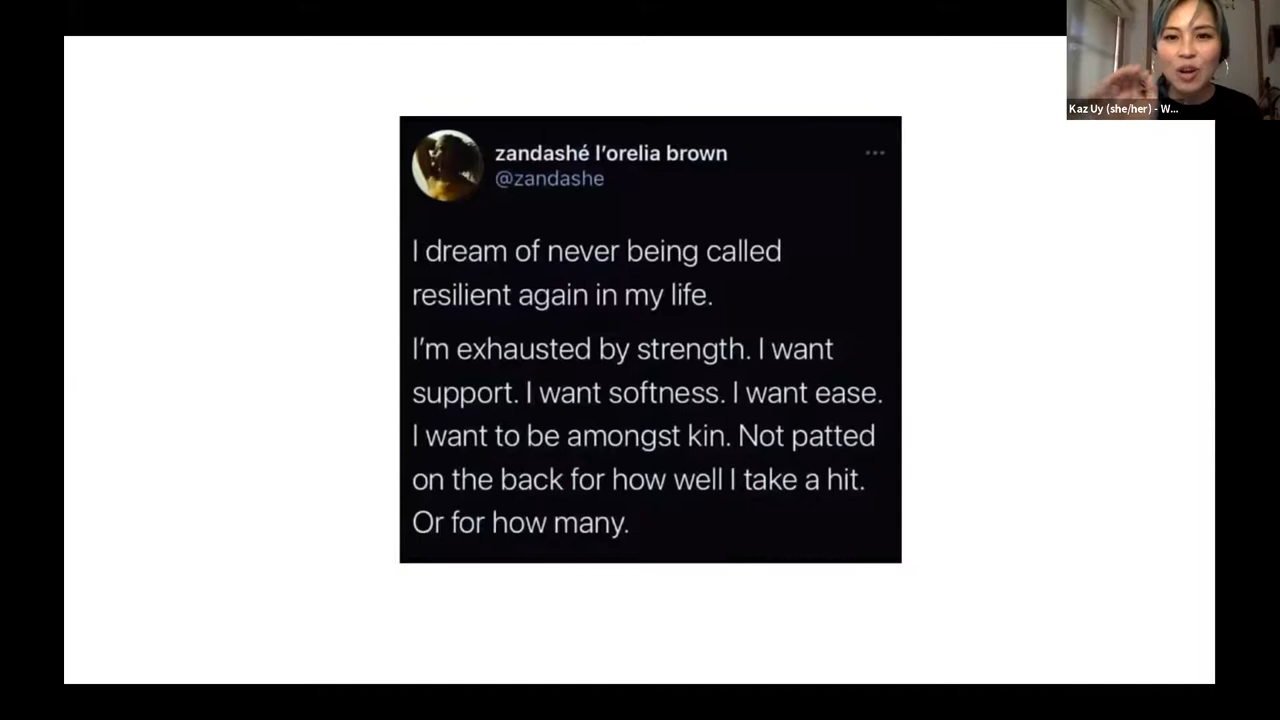 Kaz Uy (she/her) - W...
zandashé l’orelia brown
@zandashe
I dream of never being called
resilient again in my life.
I’m exhausted by strength. I want
support. I want softness. I want ease.
I want to be amongst kin. Not patted
on the back for how well I take a hit.
Or for how many.